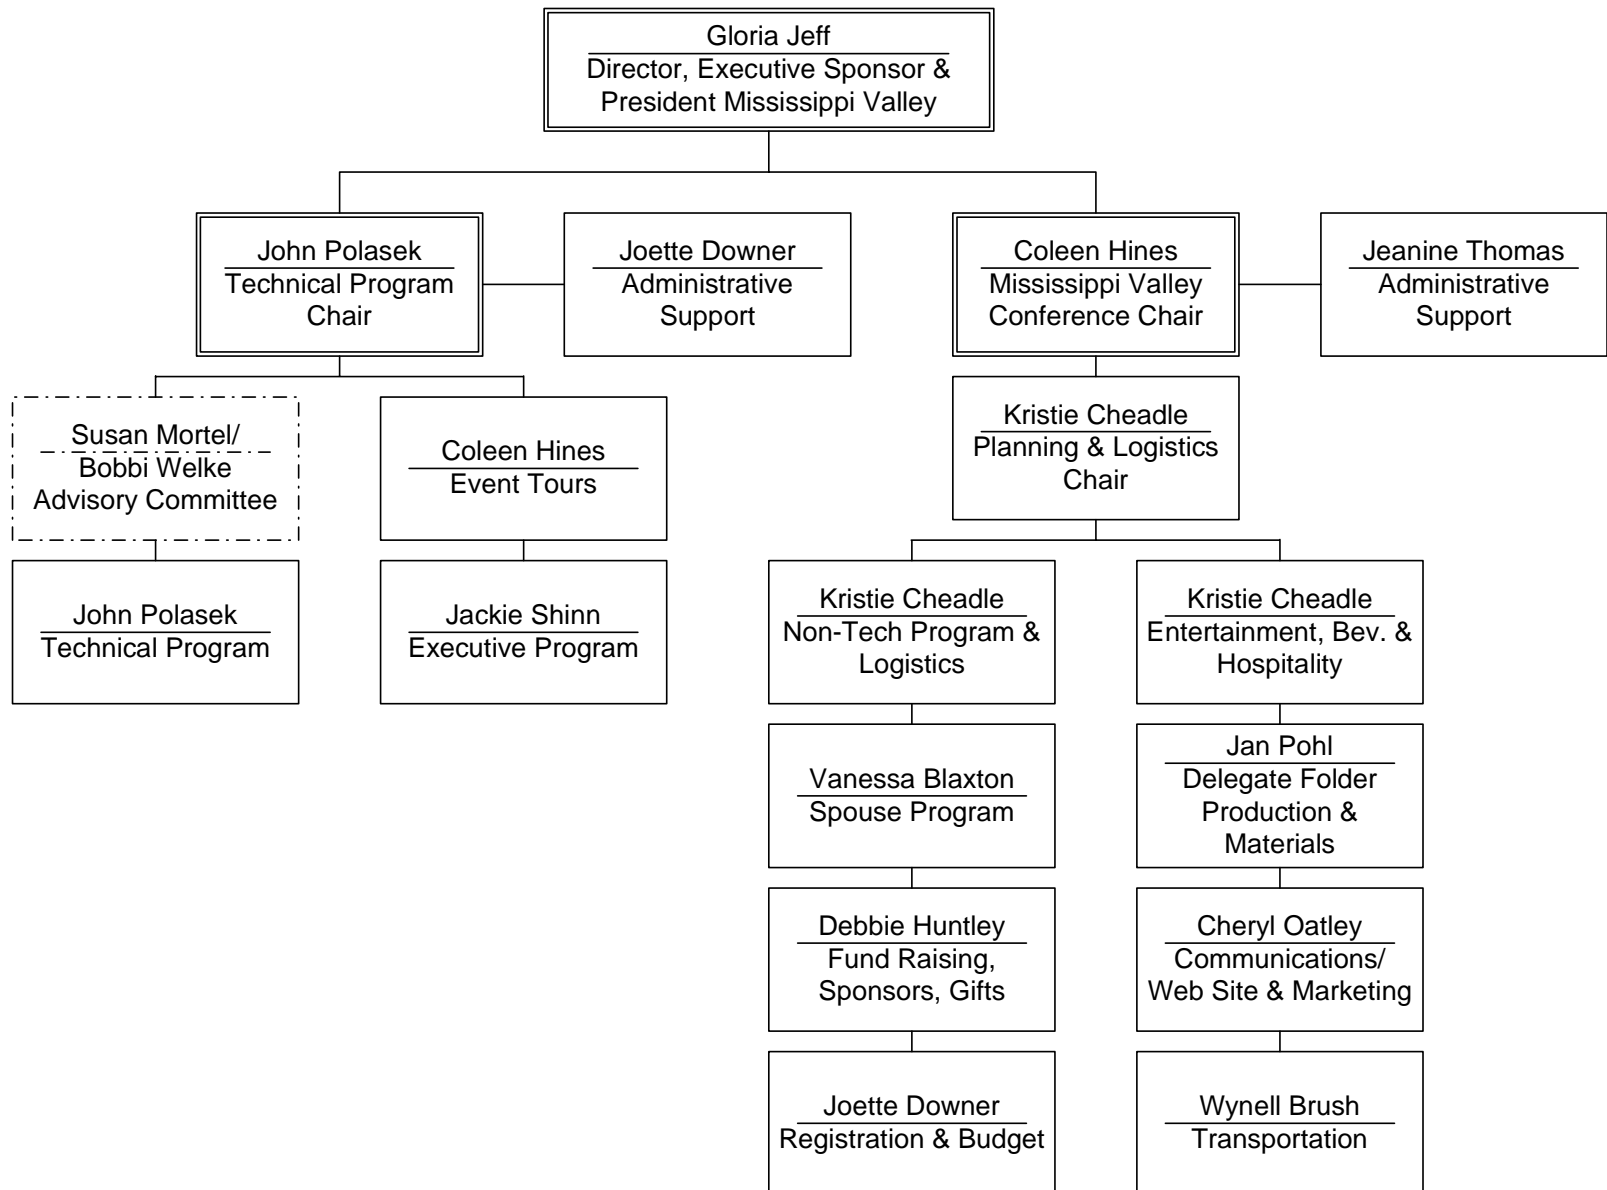 Gloria Jeff
Director, Executive Sponsor &
President Mississippi Valley
John Polasek
Technical Program
Chair
Joette Downer
Administrative
Support
Coleen Hines
Mississippi Valley
Conference Chair
Jeanine Thomas
Administrative
Support
Susan Mortel/
Bobbi Welke
Advisory Committee
Coleen Hines
Event Tours
Kristie Cheadle
Planning & Logistics
Chair
John Polasek
Technical Program
Jackie Shinn
Executive Program
Kristie Cheadle
Non-Tech Program &
Logistics
Kristie Cheadle
Entertainment, Bev. &
Hospitality
Vanessa Blaxton
Spouse Program
Jan Pohl
Delegate Folder
Production &
Materials
Debbie Huntley
Fund Raising,
Sponsors, Gifts
Cheryl Oatley
Communications/
Web Site & Marketing
Joette Downer
Registration & Budget
Wynell Brush
Transportation